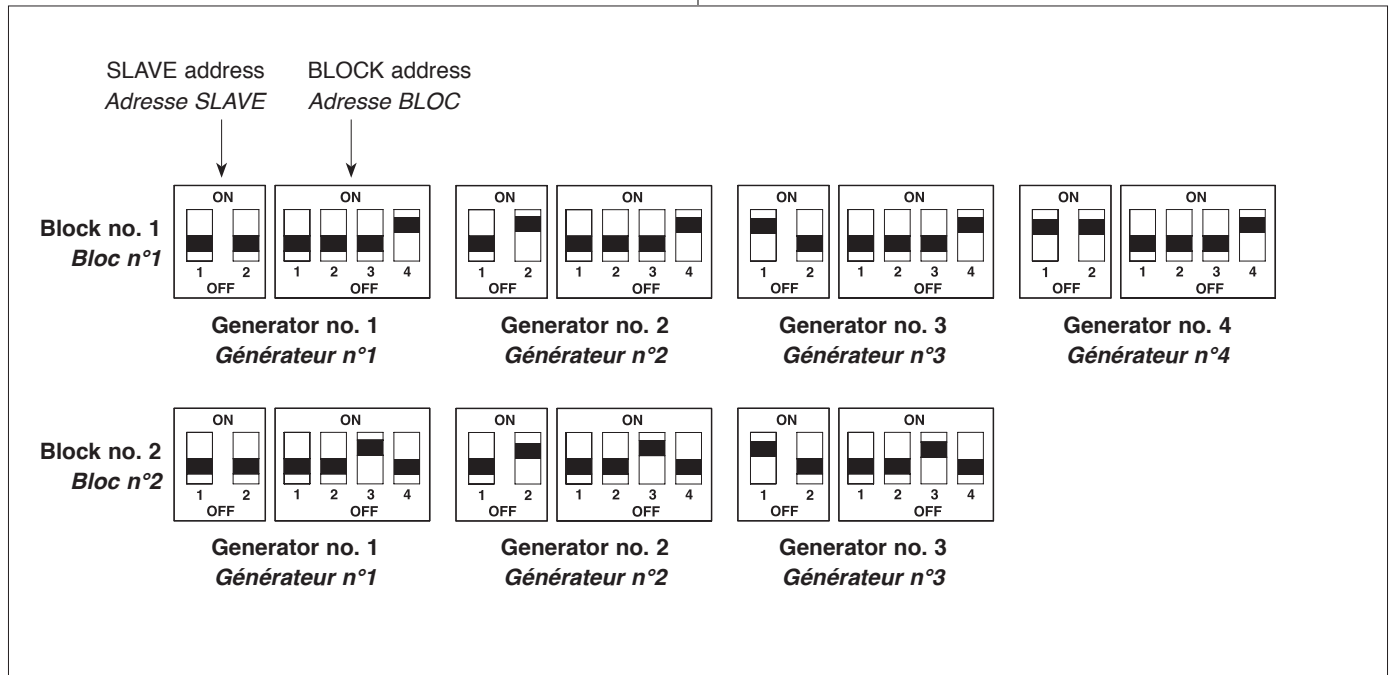 SLAVE address
Adresse SLAVE
BLOCK address
Adresse BLOC
Block no. 1
Bloc n°1
ON
1 2
OFF
ON
1 2 3 4
OFF
Generator no. 1
Générateur n°1
ON
1 2
OFF
ON
1 2 3 4
OFF
Generator no. 2
Générateur n°2
ON
1 2
OFF
ON
1 2 3 4
OFF
Generator no. 3
Générateur n°3
ON
1 2
OFF
ON
1 2 3 4
OFF
Generator no. 4
Générateur n°4
Block no. 2
Bloc n°2
ON
1 2
OFF
ON
1 2 3 4
OFF
Generator no. 1
Générateur n°1
ON
1 2
OFF
ON
1 2 3 4
OFF
Generator no. 2
Générateur n°2
ON
1 2
OFF
ON
1 2 3 4
OFF
Generator no. 3
Générateur n°3